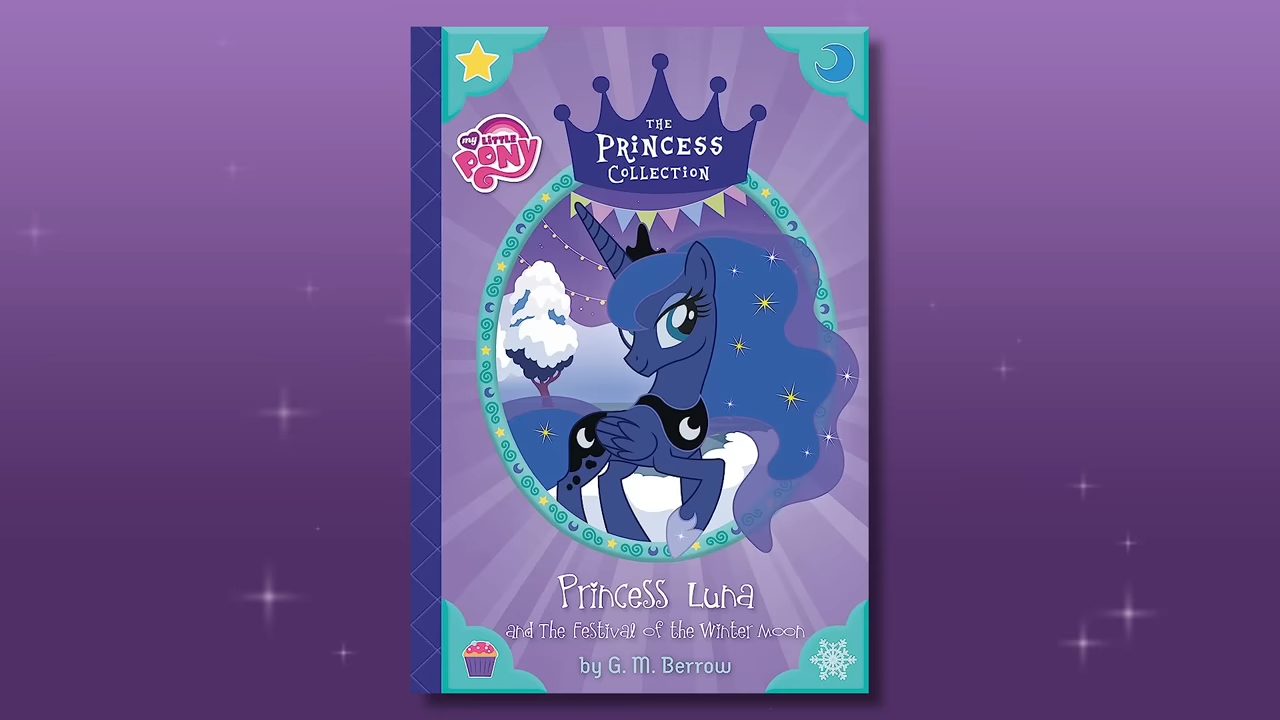 my LITTLE
PONY
THE
PRiNCESS
COLLECTiON
Princess Luna
and The Festival of the Winter Moon
by G. M. Berrow